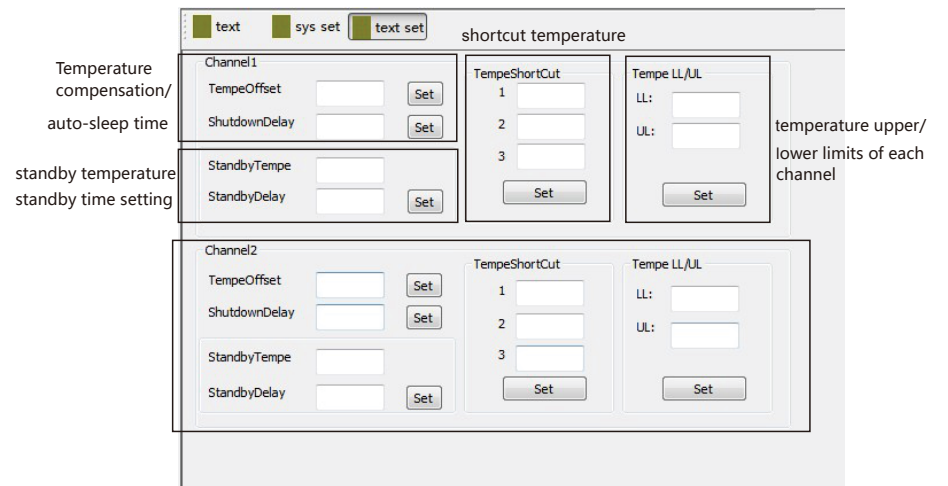 text
sys set
text set
shortcut temperature
Temperature
compensation/
auto-sleep time
standby temperature
standby time setting
Channel1
TempeOffset
Set
ShutdownDelay
Set
StandbyTempe
StandbyDelay
Set
TempeShortCut
1
2
3
Set
Tempe LL/UL
LL:
UL:
Set
temperature upper/
lower limits of each
channel
Channel2
TempeOffset
Set
ShutdownDelay
Set
StandbyTempe
StandbyDelay
Set
TempeShortCut
1
2
3
Set
Tempe LL/UL
LL:
UL:
Set